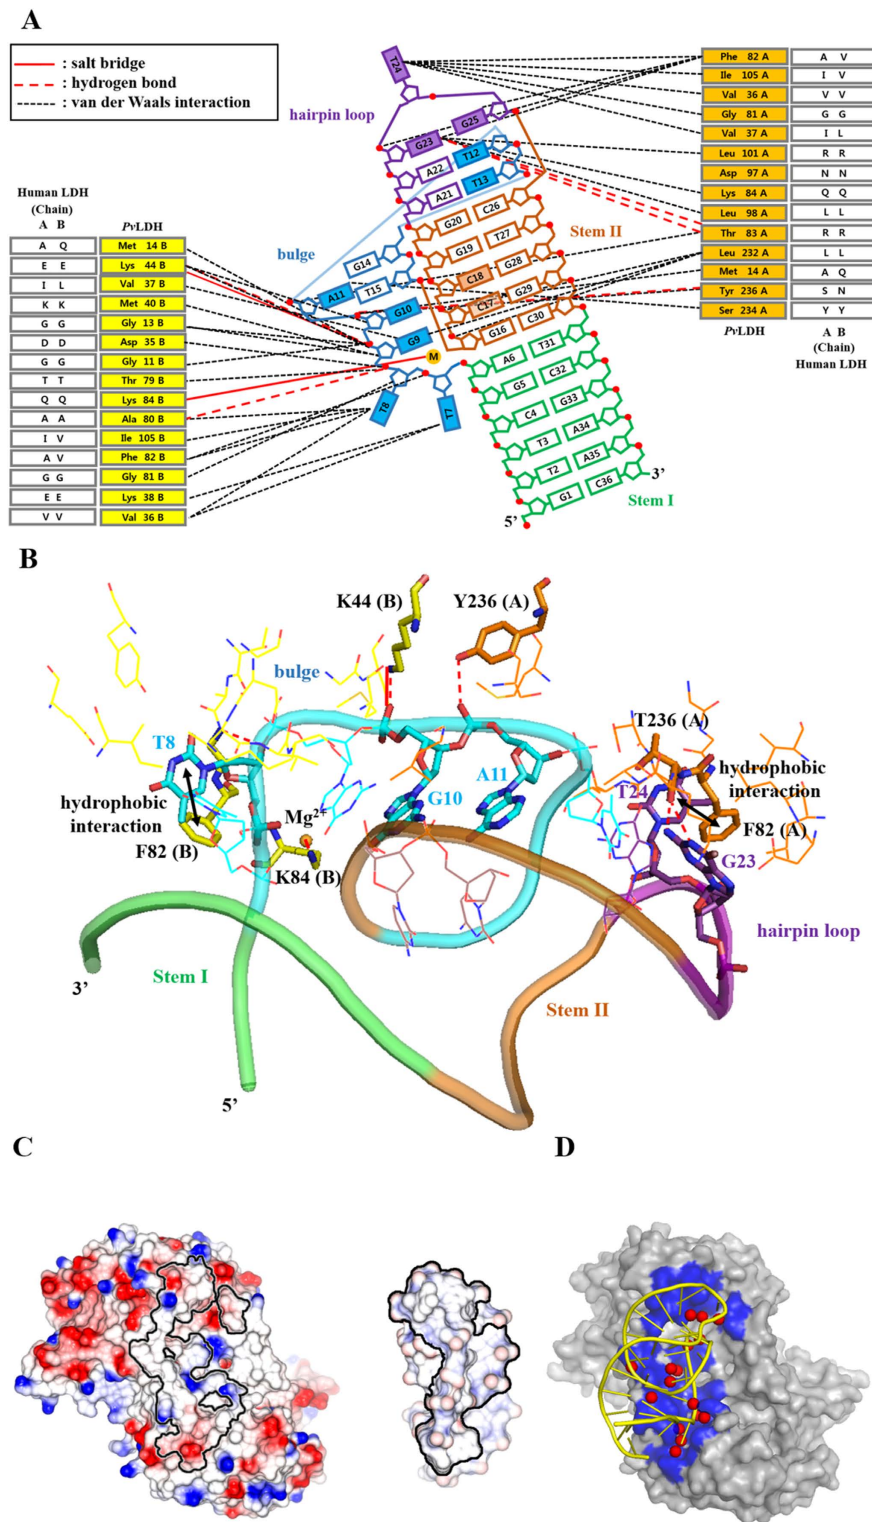 A
: salt bridge
: hydrogen bond
: van der Waals interaction
hairpin loop
bulge
Stem II
Stem I
5’
3’
T24
G23 G25
A22 T12
A21 T13
G20 C26
G19 T27
G14
C18 G28
A11 T15
C17 G29
G10
G16 C30
G9
M
A6 T31
G5 C32
C4 G33
T3 A34
T2 A35
G1 C36
T8
T7
Human LDH
(Chain)
A B
PvLDH
A Q Met 14 B
E E Lys 44 B
I L Val 37 B
K K Met 40 B
G G Gly 13 B
D D Asp 35 B
G G Gly 11 B
T T Thr 79 B
Q Q Lys 84 B
A A Ala 80 B
I V Ile 105 B
A V Phe 82 B
G G Gly 81 B
E E Lys 38 B
V V Val 36 B
Phe 82 A A V
Ile 105 A I V
Val 36 A V V
Gly 81 A G G
Val 37 A I L
Leu 101 A R R
Asp 97 A N N
Lys 84 A Q Q
Leu 98 A L L
Thr 83 A R R
Leu 232 A L L
Met 14 A A Q
Tyr 236 A S N
Ser 234 A Y Y
PvLDH
A B
(Chain)
Human LDH
B
K44 (B)
Y236 (A)
bulge
T8
T236 (A)
hydrophobic
interaction
T24
A11
G10
hydrophobic
interaction
Mg2+
F82 (B)
F82 (A)
K84 (B)
G23
hairpin loop
Stem I
Stem II
3’
5’
C
D